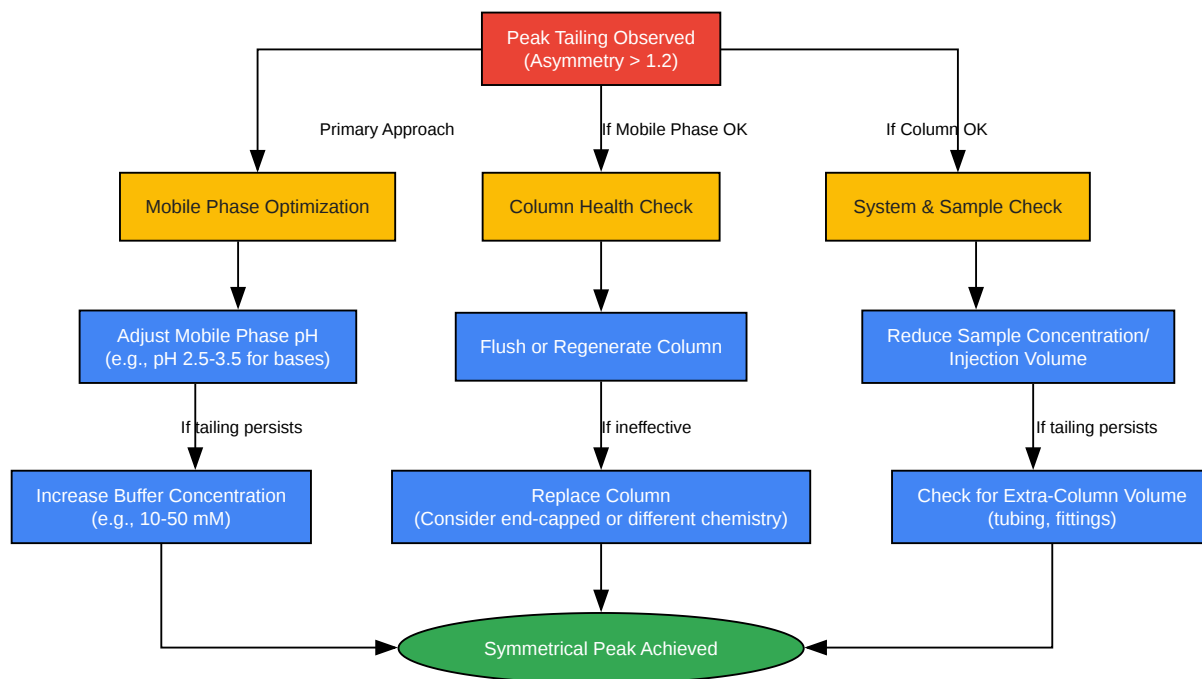 Peak Tailing Observed
(Asymmetry > 1.2)
Primary Approach
If Mobile Phase OK
If Column OK
Mobile Phase Optimization
Column Health Check
System & Sample Check
Adjust Mobile Phase pH
(e.g., pH 2.5-3.5 for bases)
Flush or Regenerate Column
Reduce Sample Concentration/
Injection Volume
If tailing persists
If ineffective
If tailing persists
Increase Buffer Concentration
(e.g., 10-50 mM)
Replace Column
(Consider end-capped or different chemistry)
Check for Extra-Column Volume
(tubing, fittings)
Symmetrical Peak Achieved